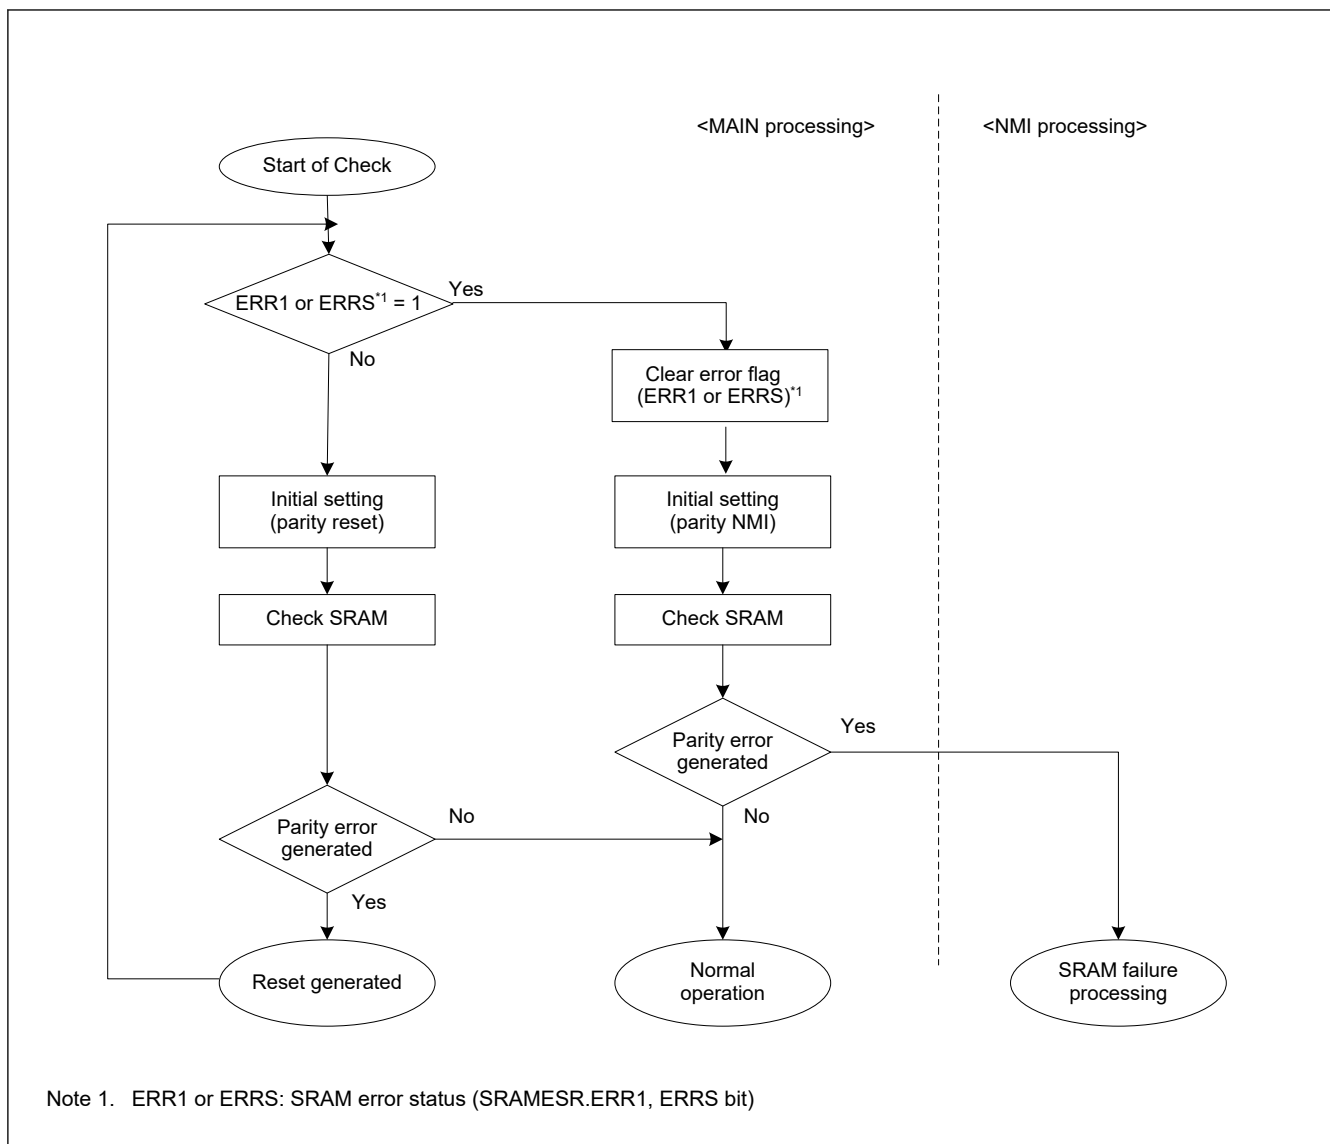 <MAIN processing>
<NMI processing>
Start of Check
ERR1 or ERRS*1 = 1
Yes
No
Clear error flag
(ERR1 or ERRS)*1
Initial setting
(parity reset)
Initial setting
(parity NMI)
Check SRAM
Check SRAM
Parity error
generated
Yes
No
Parity error
generated
No
Yes
Reset generated
Normal
operation
SRAM failure
processing
Note 1. ERR1 or ERRS: SRAM error status (SRAMESR.ERR1, ERRS bit)